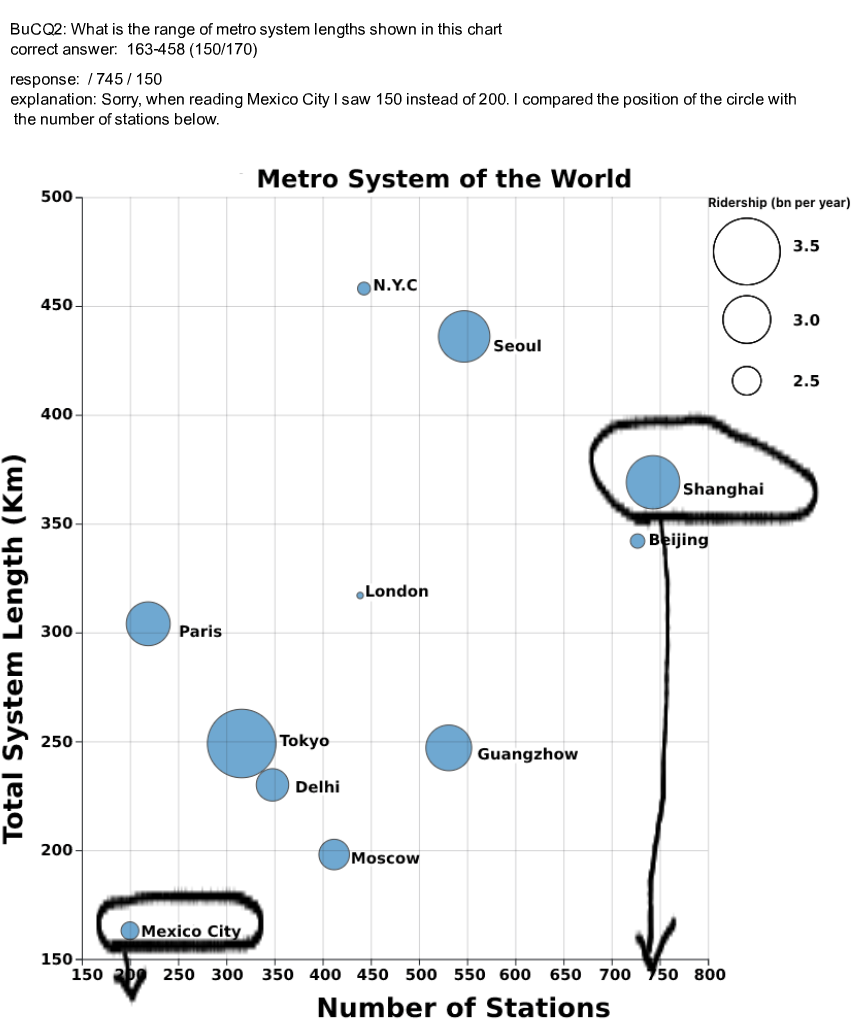 BuCQ2: What is the range of metro system lengths shown in this chart
correct answer:  163-458 (150/170)
response:  / 745 / 150
explanation: Sorry, when reading Mexico City I saw 150 instead of 200. I compared the position of the circle with
the number of stations below.
Metro System of the World
Ridership (bn per year)
3.5
3.0
2.5
Total System Length (Km)
500
450
400
350
300
250
200
150
N.Y.C
Seoul
Shanghai
Beijing
London
Paris
Tokyo
Guangzhow
Delhi
Moscow
Mexico City
150 200 250 300 350 400 450 500 550 600 650 700 750 800
Number of Stations